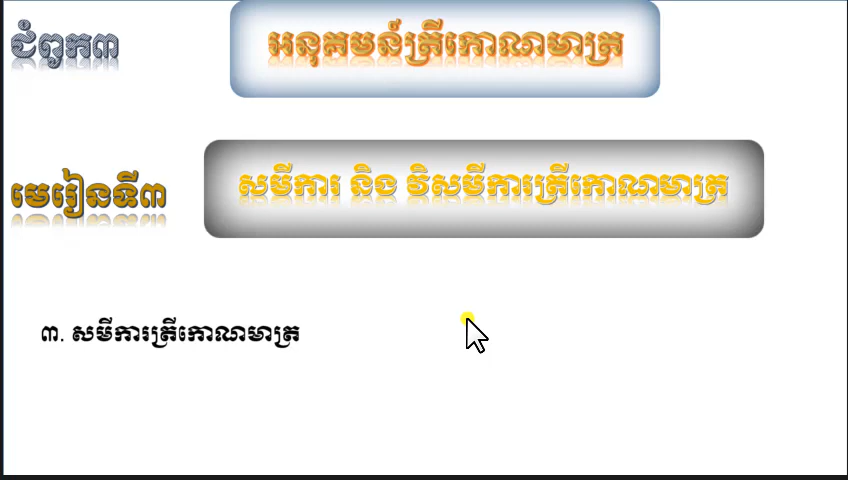 ជំពូក៣
អនុគមន៍ត្រីកោណមាត្រ
មេរៀនទី៣
សមីការ និង វិសមីការត្រីកោណមាត្រ
៣. សមីការត្រីកោណមាត្រ